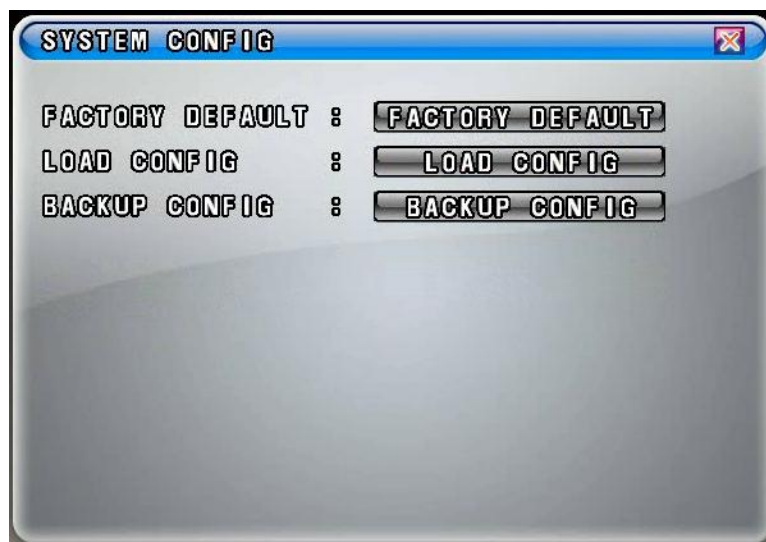 SYSTEM CONFIG
FACTORY DEFAULT : FACTORY DEFAULT
LOAD CONFIG : LOAD CONFIG
BACKUP CONFIG : BACKUP CONFIG